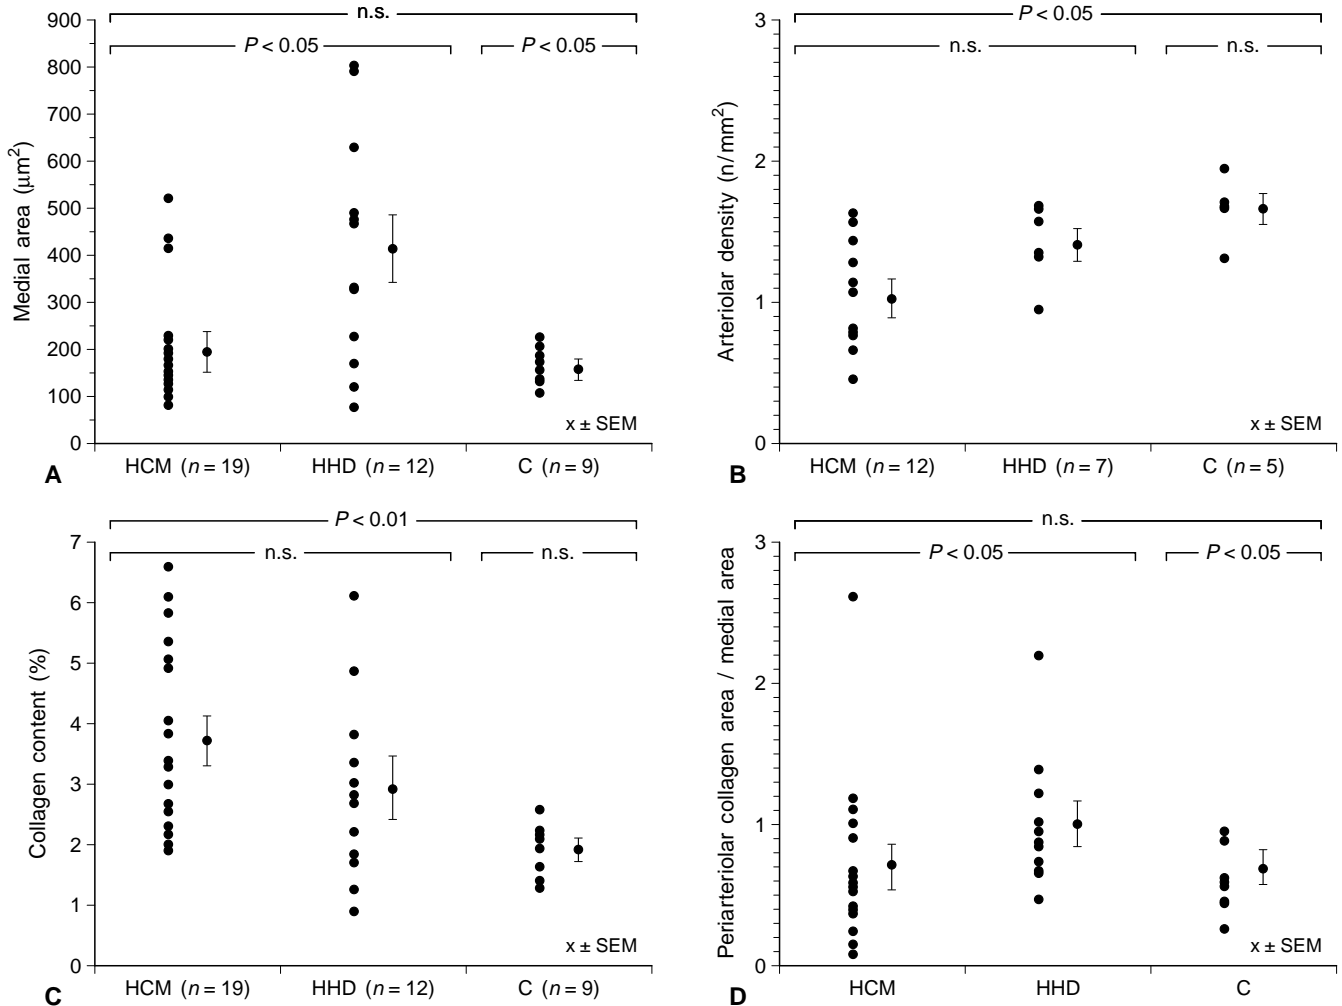 n.s.
P < 0.05
P < 0.05
900
800
700
600
500
400
300
200
100
0
Medial area (μm²)
x ± SEM
HCM (n = 19)
HHD (n = 12)
C (n = 9)
A
P < 0.05
n.s.
n.s.
3
2
1
0
Arteriolar density (n/mm²)
x ± SEM
HCM (n = 12)
HHD (n = 7)
C (n = 5)
B
P < 0.01
n.s.
n.s.
7
6
5
4
3
2
1
0
Collagen content (%)
x ± SEM
HCM (n = 19)
HHD (n = 12)
C (n = 9)
C
n.s.
P < 0.05
P < 0.05
3
2
1
0
Periarteriolar collagen area / medial area
x ± SEM
HCM
HHD
C
D